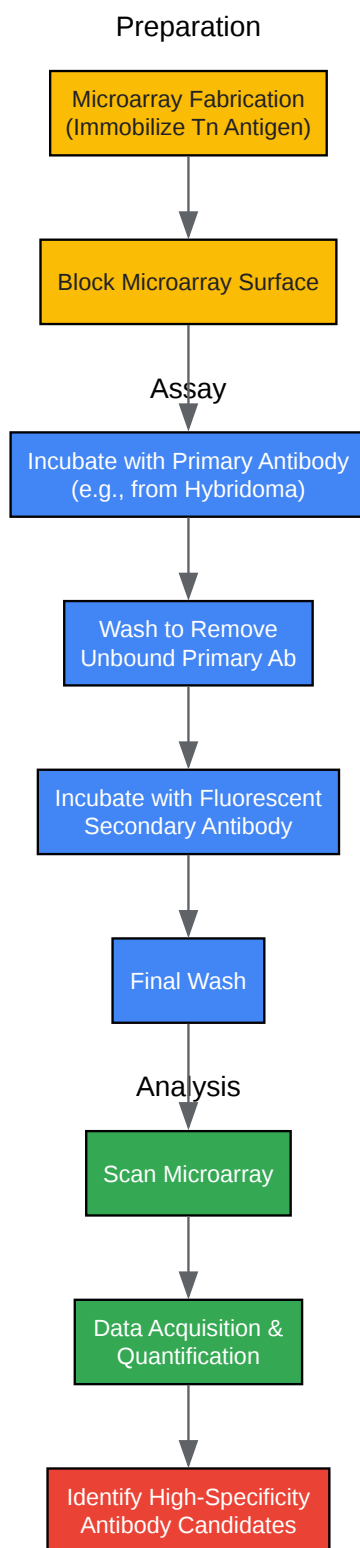 Preparation
Microarray Fabrication
(Immobilize Tn Antigen)
Block Microarray Surface
Assay
Incubate with Primary Antibody
(e.g., from Hybridoma)
Wash to Remove
Unbound Primary Ab
Incubate with Fluorescent
Secondary Antibody
Final Wash
Analysis
Scan Microarray
Data Acquisition &
Quantification
Identify High-Specificity
Antibody Candidates